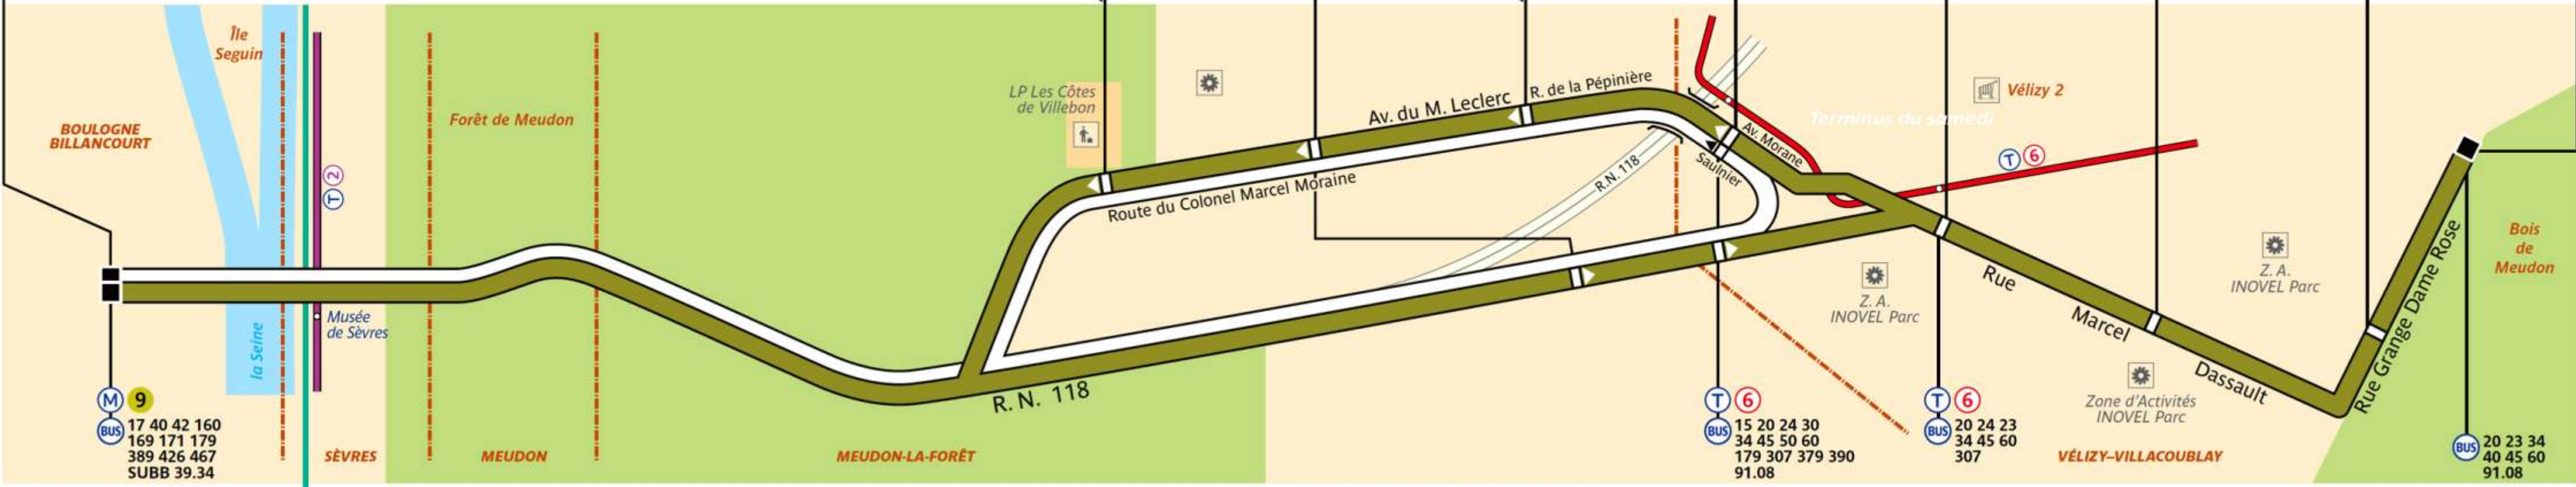 Île
Seguin
BOULOGNE
BILLANCOURT
la Seine
T 2
Musée
de Sèvres
M 9
BUS 17 40 42 160
169 171 179
389 426 467
SUBB 39.34
SÈVRES
Forêt de Meudon
MEUDON
MEUDON-LA-FORÊT
LP Les Côtes
de Villebon
R. N. 118
Av. du M. Leclerc
R. de la Pépinière
Route du Colonel Marcel Moraine
R.N. 118
Av. Morane
Saulnier
Terminus du samedi
Vélizy 2
T 6
Z. A.
INOVEL Parc
T 6
BUS 15 20 24 30
34 45 50 60
179 307 379 390
91.08
T 6
BUS 20 24 23
34 45 60
307
Rue
Marcel
Dassault
Z. A.
INOVEL Parc
Zone d'Activités
INOVEL Parc
VÉLIZY–VILLACOUBLAY
Rue Grange Dame Rose
Bois
de
Meudon
BUS 20 23 34
40 45 60
91.08